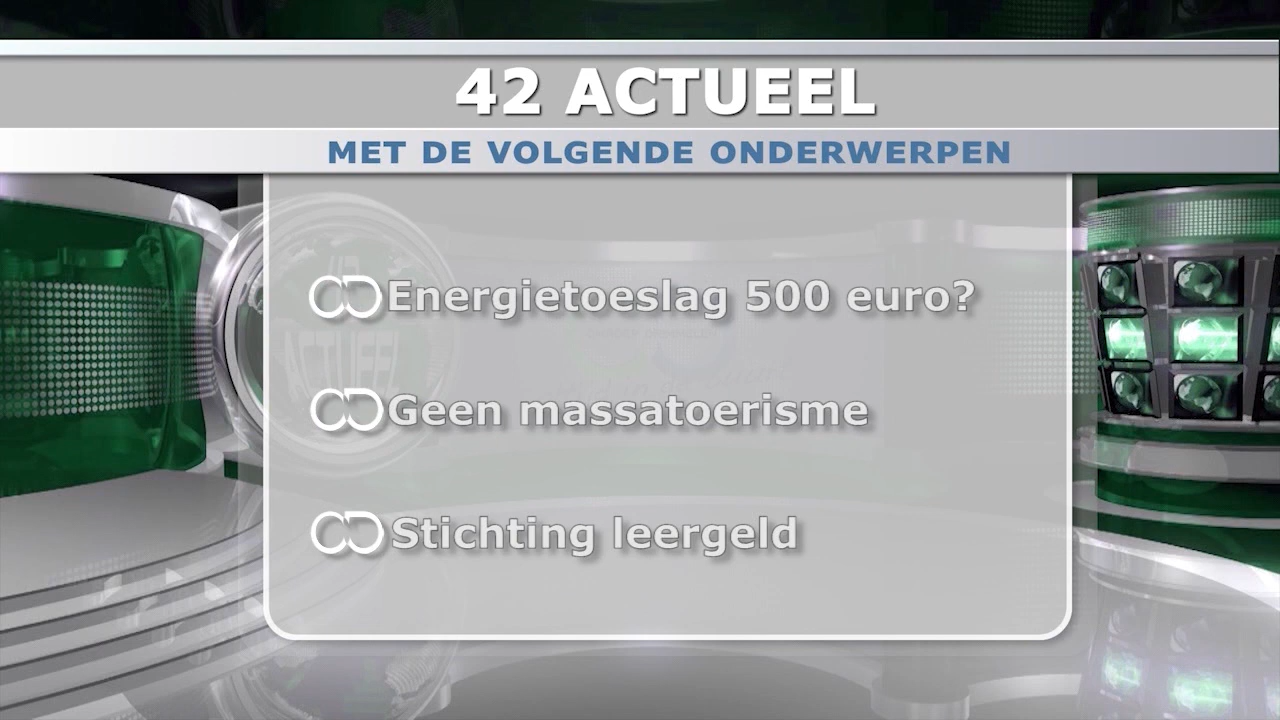 42 ACTUEEL
MET DE VOLGENDE ONDERWERPEN
Energietoeslag 500 euro?
Geen massatoerisme
Stichting leergeld